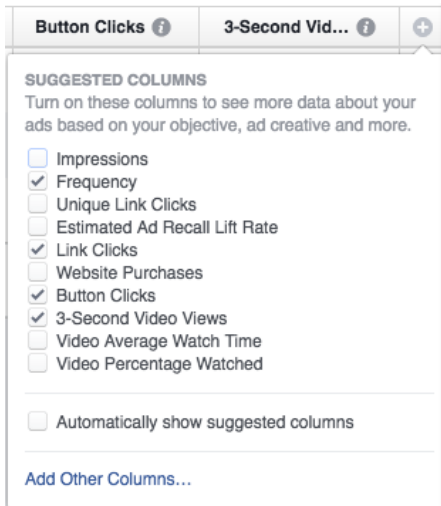 Button Clicks 3-Second Vid...
SUGGESTED COLUMNS
Turn on these columns to see more data about your
ads based on your objective, ad creative and more.
Impressions
Frequency
Unique Link Clicks
Estimated Ad Recall Lift Rate
Link Clicks
Website Purchases
Button Clicks
3-Second Video Views
Video Average Watch Time
Video Percentage Watched
Automatically show suggested columns
Add Other Columns...